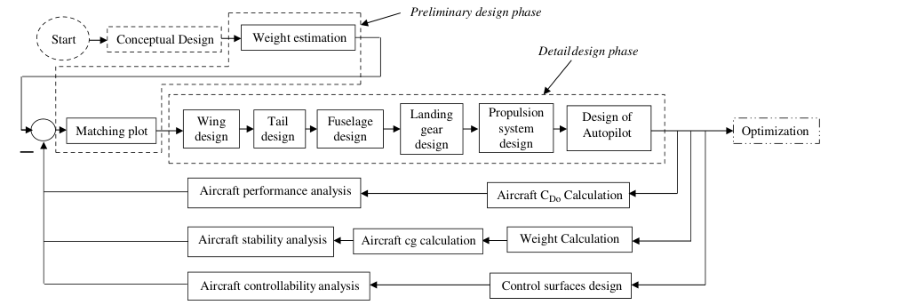 Preliminary design phase
Start
Conceptual Design
Weight estimation
Detail design phase
Matching plot
Wing
design
Tail
design
Fuselage
design
Landing
gear
design
Propulsion
system
design
Design of
Autopilot
Optimization
Aircraft performance analysis
Aircraft CDo Calculation
Aircraft stability analysis
Aircraft cg calculation
Weight Calculation
Aircraft controllability analysis
Control surfaces design